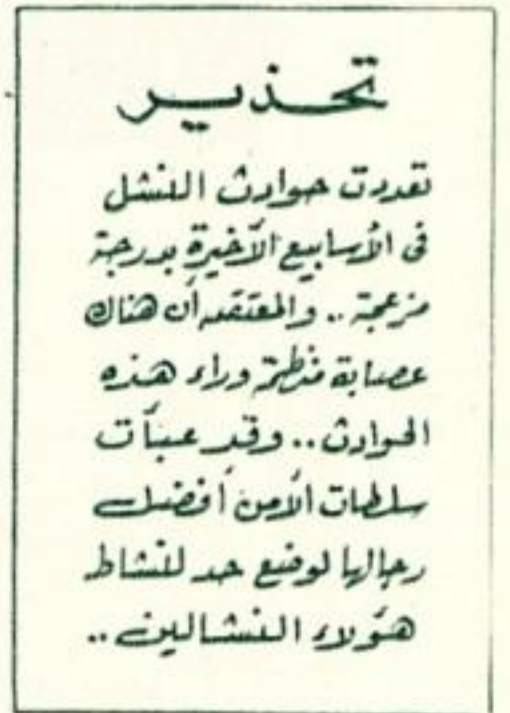 تحذير
تعددت حوادث النشل
فى الأسابيع الأخيرة بدرجة
مزعجة .. والمعتقد أن هناك
عصابة منظمة وراء هذه
الحوادث .. وقد عبأت
سلطات الأمن أفضل
رجالها لوضع حد لنشاط
هؤلاء النشالين ..